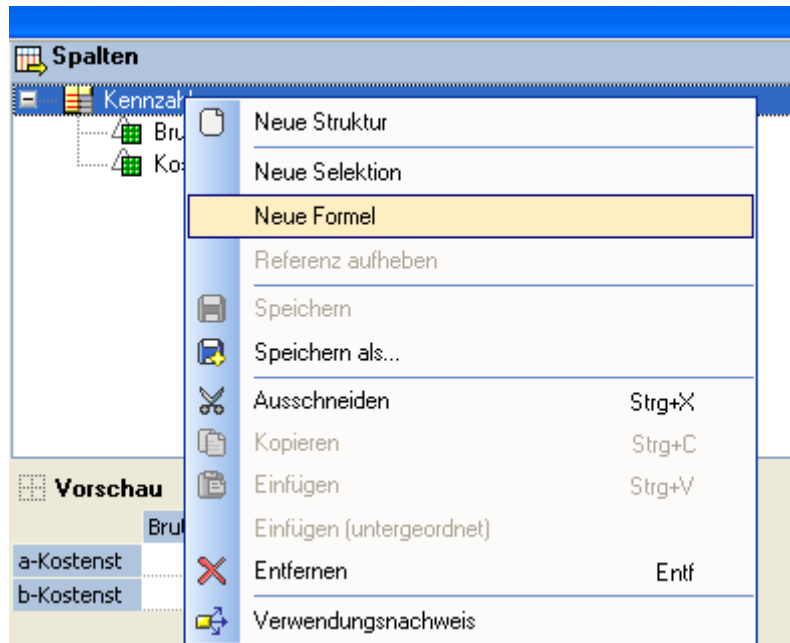 Spalten
Kennzahl
Bru
Kos
Neue Struktur
Neue Selektion
Neue Formel
Referenz aufheben
Speichern
Speichern als...
Ausschneiden Strg+X
Kopieren Strg+C
Einfügen Strg+V
Einfügen (untergeordnet)
Entfernen Entf
Verwendungsnachweis
Vorschau
Brut
a-Kostenst
b-Kostenst